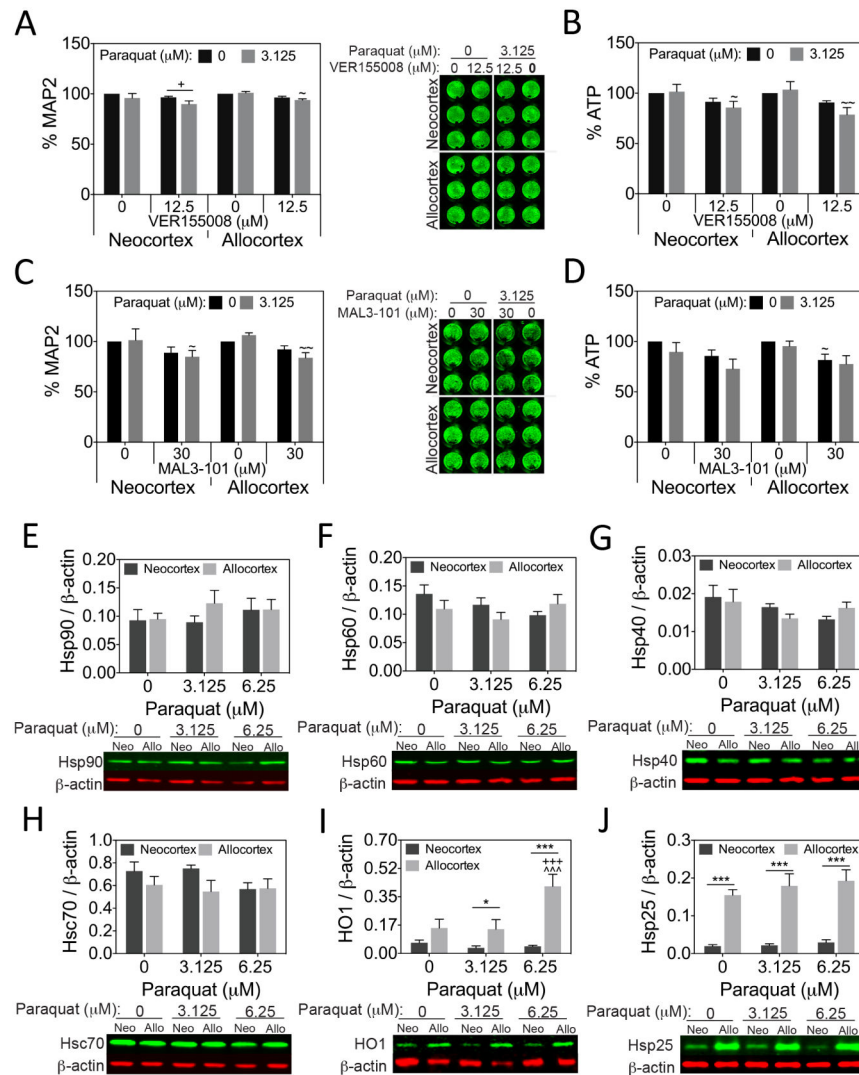 A
Paraquat (μM): 0 3.125
% MAP2
150
100
50
0
+
~
0 12.5 0 12.5
VER155008 (μM)
Neocortex Allocortex
Paraquat (μM): 0 3.125
VER155008 (μM): 0 12.5 12.5 0
Neocortex
Allocortex
B
Paraquat (μM): 0 3.125
% ATP
150
100
50
0
~ ~~
0 12.5 0 12.5
VER155008 (μM)
Neocortex Allocortex
C
Paraquat (μM): 0 3.125
% MAP2
150
100
50
0
~ ~~
0 30 0 30
MAL3-101 (μM)
Neocortex Allocortex
Paraquat (μM): 0 3.125
MAL3-101 (μM): 0 30 30 0
Neocortex
Allocortex
D
Paraquat (μM): 0 3.125
% ATP
150
100
50
0
~
0 30 0 30
MAL3-101 (μM)
Neocortex Allocortex
E
Hsp90 / β-actin
0.20
0.15
0.10
0.05
0.00
Neocortex Allocortex
0 3.125 6.25
Paraquat (μM)
Paraquat (μM): 0 3.125 6.25
Neo Allo Neo Allo Neo Allo
Hsp90
β-actin
F
Hsp60 / β-actin
0.20
0.15
0.10
0.05
0.00
Neocortex Allocortex
0 3.125 6.25
Paraquat (μM)
Paraquat (μM): 0 3.125 6.25
Neo Allo Neo Allo Neo Allo
Hsp60
β-actin
G
Hsp40 / β-actin
0.03
0.02
0.01
0.00
Neocortex Allocortex
0 3.125 6.25
Paraquat (μM)
Paraquat (μM): 0 3.125 6.25
Neo Allo Neo Allo Neo Allo
Hsp40
β-actin
H
Hsc70 / β-actin
1.0
0.8
0.6
0.4
0.2
0.0
Neocortex
Allocortex
0 3.125 6.25
Paraquat (μM)
Paraquat (μM): 0 3.125 6.25
Neo Allo Neo Allo Neo Allo
Hsc70
β-actin
I
HO1 / β-actin
0.70
0.56
0.42
0.28
0.14
0.00
Neocortex
Allocortex
***
+++
^^^
*
0 3.125 6.25
Paraquat (μM)
Paraquat (μM): 0 3.125 6.25
Neo Allo Neo Allo Neo Allo
HO1
β-actin
J
Hsp25 / β-actin
0.3
0.2
0.1
0.0
Neocortex Allocortex
*** *** ***
0 3.125 6.25
Paraquat (μM)
Paraquat (μM): 0 3.125 6.25
Neo Allo Neo Allo Neo Allo
Hsp25
β-actin